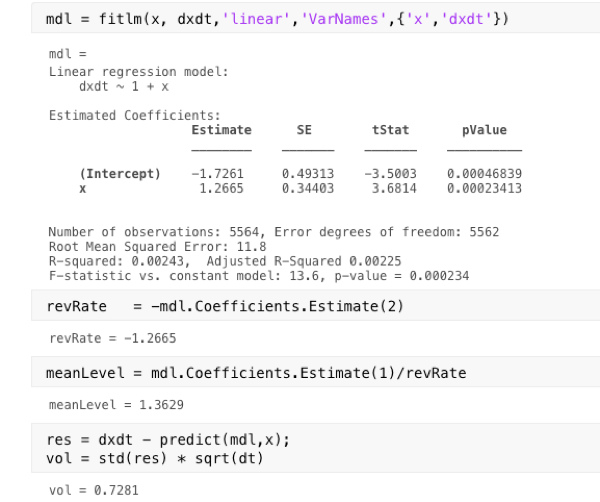 mdl = fitlm(x, dxdt,'linear','VarNames',{'x','dxdt'})
mdl =
Linear regression model:
dxdt ~ 1 + x
Estimated Coefficients:
Estimate SE tStat pValue
(Intercept) -1.7261 0.49313 -3.5003 0.00046839
x 1.2665 0.34403 3.6814 0.00023413
Number of observations: 5564, Error degrees of freedom: 5562
Root Mean Squared Error: 11.8
R-squared: 0.00243, Adjusted R-Squared 0.00225
F-statistic vs. constant model: 13.6, p-value = 0.000234
revRate = -mdl.Coefficients.Estimate(2)
revRate = -1.2665
meanLevel = mdl.Coefficients.Estimate(1)/revRate
meanLevel = 1.3629
res = dxdt - predict(mdl,x);
vol = std(res) * sqrt(dt)
vol = 0.7281